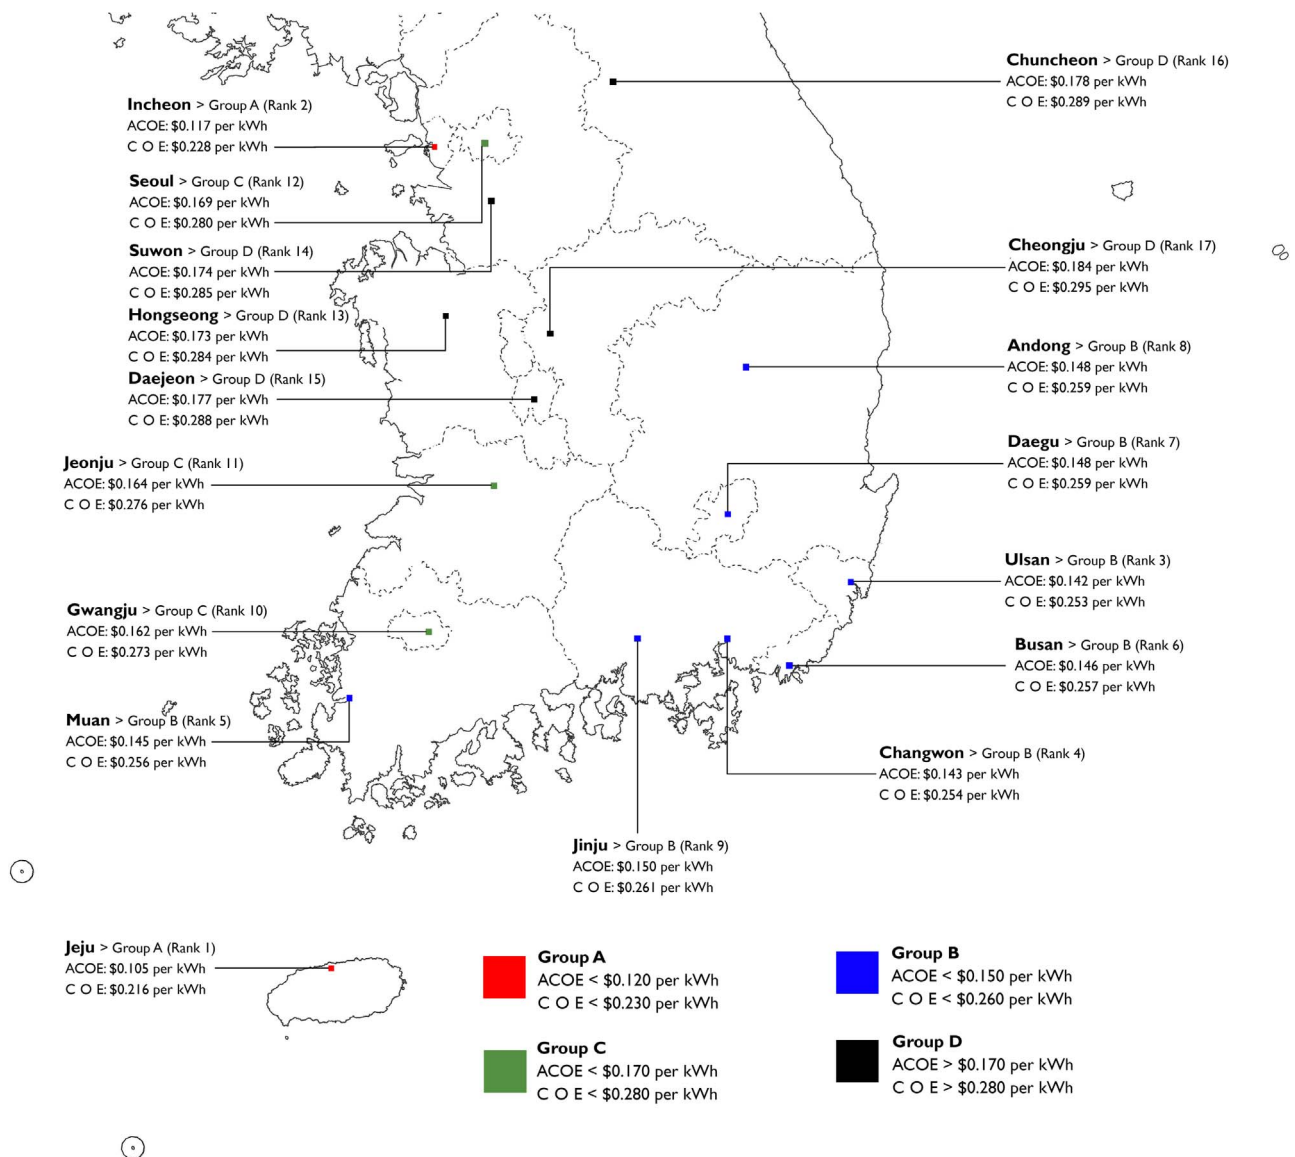 Incheon > Group A (Rank 2)
ACOE: $0.117 per kWh
C O E: $0.228 per kWh
Seoul > Group C (Rank 12)
ACOE: $0.169 per kWh
C O E: $0.280 per kWh
Suwon > Group D (Rank 14)
ACOE: $0.174 per kWh
C O E: $0.285 per kWh
Hongseong > Group D (Rank 13)
ACOE: $0.173 per kWh
C O E: $0.284 per kWh
Daejeon > Group D (Rank 15)
ACOE: $0.177 per kWh
C O E: $0.288 per kWh
Jeonju > Group C (Rank 11)
ACOE: $0.164 per kWh
C O E: $0.276 per kWh
Gwangju > Group C (Rank 10)
ACOE: $0.162 per kWh
C O E: $0.273 per kWh
Muan > Group B (Rank 5)
ACOE: $0.145 per kWh
C O E: $0.256 per kWh
Chuncheon > Group D (Rank 16)
ACOE: $0.178 per kWh
C O E: $0.289 per kWh
Cheongju > Group D (Rank 17)
ACOE: $0.184 per kWh
C O E: $0.295 per kWh
Andong > Group B (Rank 8)
ACOE: $0.148 per kWh
C O E: $0.259 per kWh
Daegu > Group B (Rank 7)
ACOE: $0.148 per kWh
C O E: $0.259 per kWh
Ulsan > Group B (Rank 3)
ACOE: $0.142 per kWh
C O E: $0.253 per kWh
Busan > Group B (Rank 6)
ACOE: $0.146 per kWh
C O E: $0.257 per kWh
Changwon > Group B (Rank 4)
ACOE: $0.143 per kWh
C O E: $0.254 per kWh
Jinju > Group B (Rank 9)
ACOE: $0.150 per kWh
C O E: $0.261 per kWh
Jeju > Group A (Rank 1)
ACOE: $0.105 per kWh
C O E: $0.216 per kWh
Group A
ACOE < $0.120 per kWh
C O E < $0.230 per kWh
Group B
ACOE < $0.150 per kWh
C O E < $0.260 per kWh
Group C
ACOE < $0.170 per kWh
C O E < $0.280 per kWh
Group D
ACOE > $0.170 per kWh
C O E > $0.280 per kWh